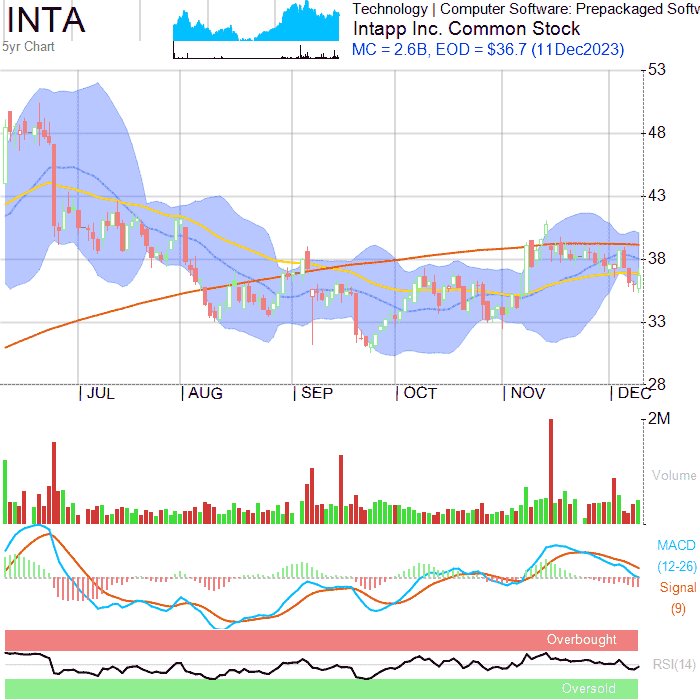 INTA
5yr Chart
Technology | Computer Software: Prepackaged Softw
Intapp Inc. Common Stock
MC = 2.6B, EOD = $36.7 (11Dec2023)
53
48
43
38
33
28
JUL AUG SEP OCT NOV DEC
2M
Volume
MACD
(12-26)
Signal
(9)
Overbought
RSI(14)
Oversold